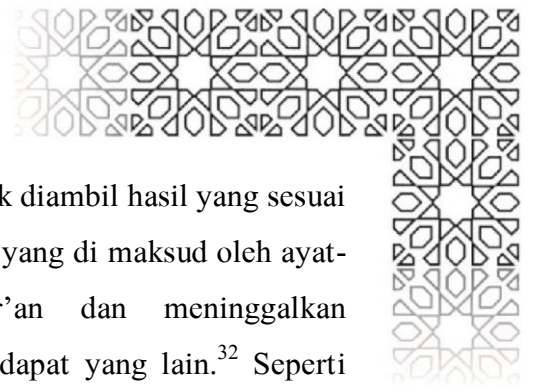 k diambil hasil yang sesuai
yang di maksud oleh ayat-
r’an dan meninggalkan
dapat yang lain.32 Seperti